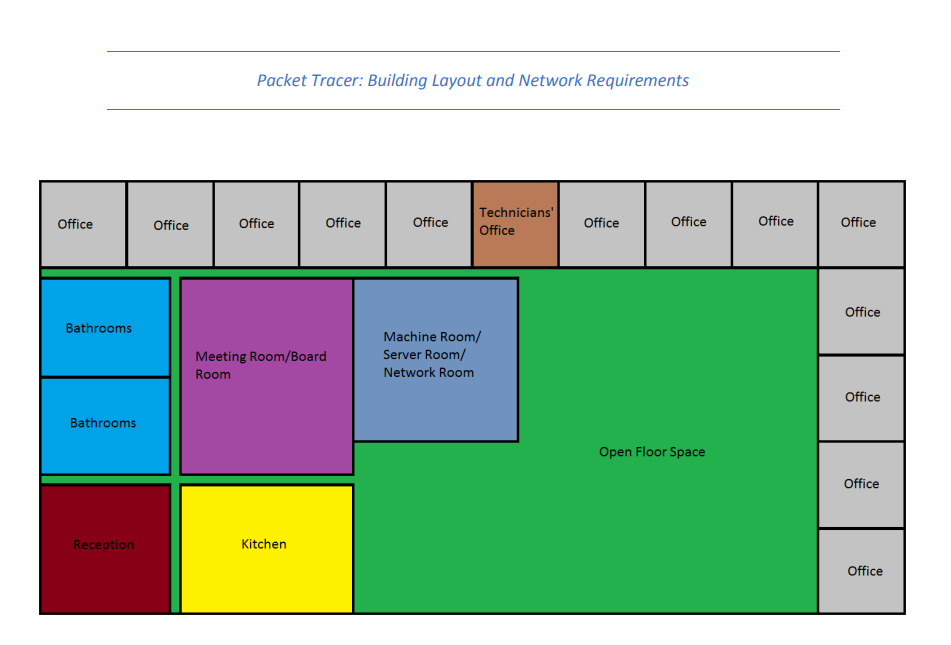 Packet Tracer: Building Layout and Network Requirements
Office
Office
Office
Office
Office
Technicians'
Office
Office
Office
Office
Office
Bathrooms
Meeting Room/Board
Room
Machine Room/
Server Room/
Network Room
Office
Bathrooms
Office
Open Floor Space
Office
Reception
Kitchen
Office